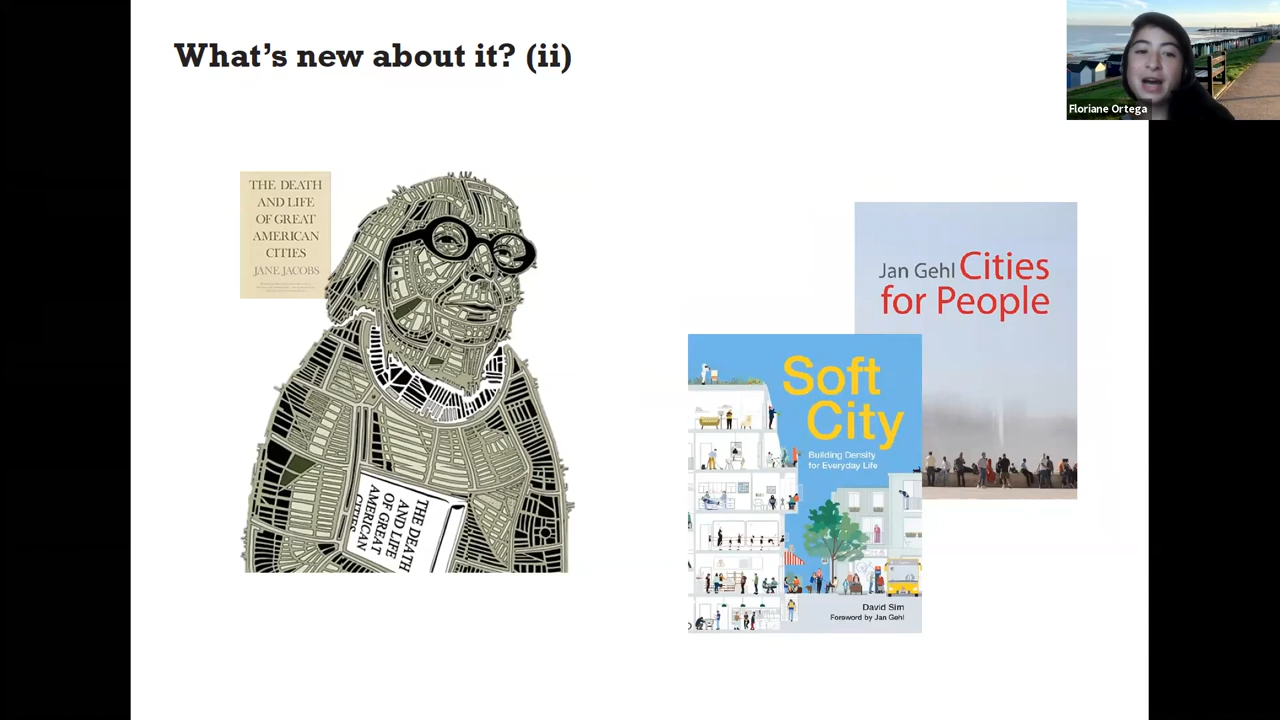 What's new about it? (ii)
Floriane Ortega
THE DEATH
AND LIFE
OF GREAT
AMERICAN
CITIES
JANE JACOBS
THE DEATH
AND LIFE
OF GREAT
AMERICAN
CITIES
Jan Gehl Cities
for People
Soft
City
Building Density
for Everyday Life
David Sim
Foreword by Jan Gehl